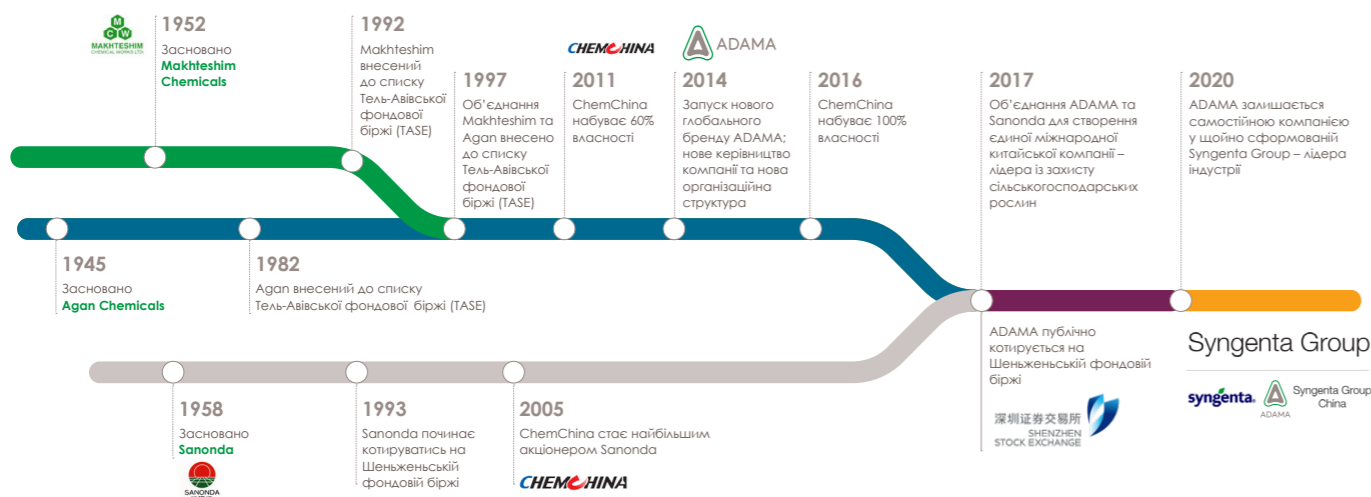 MCW
MAKHTESHIM
CHEMICAL WORKS LTD
1952
Засновано
Makhteshim
Chemicals
1992
Makhteshim
внесений
до списку
Тель-Авівської
фондової
біржі (TASE)
1997
Об’єднання
Makhteshim та
Agan внесено
до списку
Тель-Авівської
фондової
біржі (TASE)
CHEMCHINA
2011
ChemChina
набуває 60%
власності
ADAMA
2014
Запуск нового
глобального
бренду ADAMA;
нове керівництво
компанії та нова
організаційна
структура
2016
ChemChina
набуває 100%
власності
2017
Об’єднання ADAMA та
Sanonda для створення
єдиної міжнародної
китайської компанії –
лідера із захисту
сільськогосподарських
рослин
2020
ADAMA залишається
самостійною компанією
у щойно сформованій
Syngenta Group – лідера
індустрії
1945
Засновано
Agan Chemicals
1982
Agan внесений до списку
Тель-Авівської фондової біржі (TASE)
ADAMA публічно
котирується на
Шеньженьській фондовій
біржі
深圳证券交易所
SHENZHEN
STOCK EXCHANGE
Syngenta Group
syngenta.
ADAMA
Syngenta Group
China
1958
Засновано
Sanonda
SANONDA
1993
Sanonda починає
котируватись на
Шеньженьській
фондовій біржі
2005
ChemChina стає найбільшим
акціонером Sanonda
CHEMCHINA